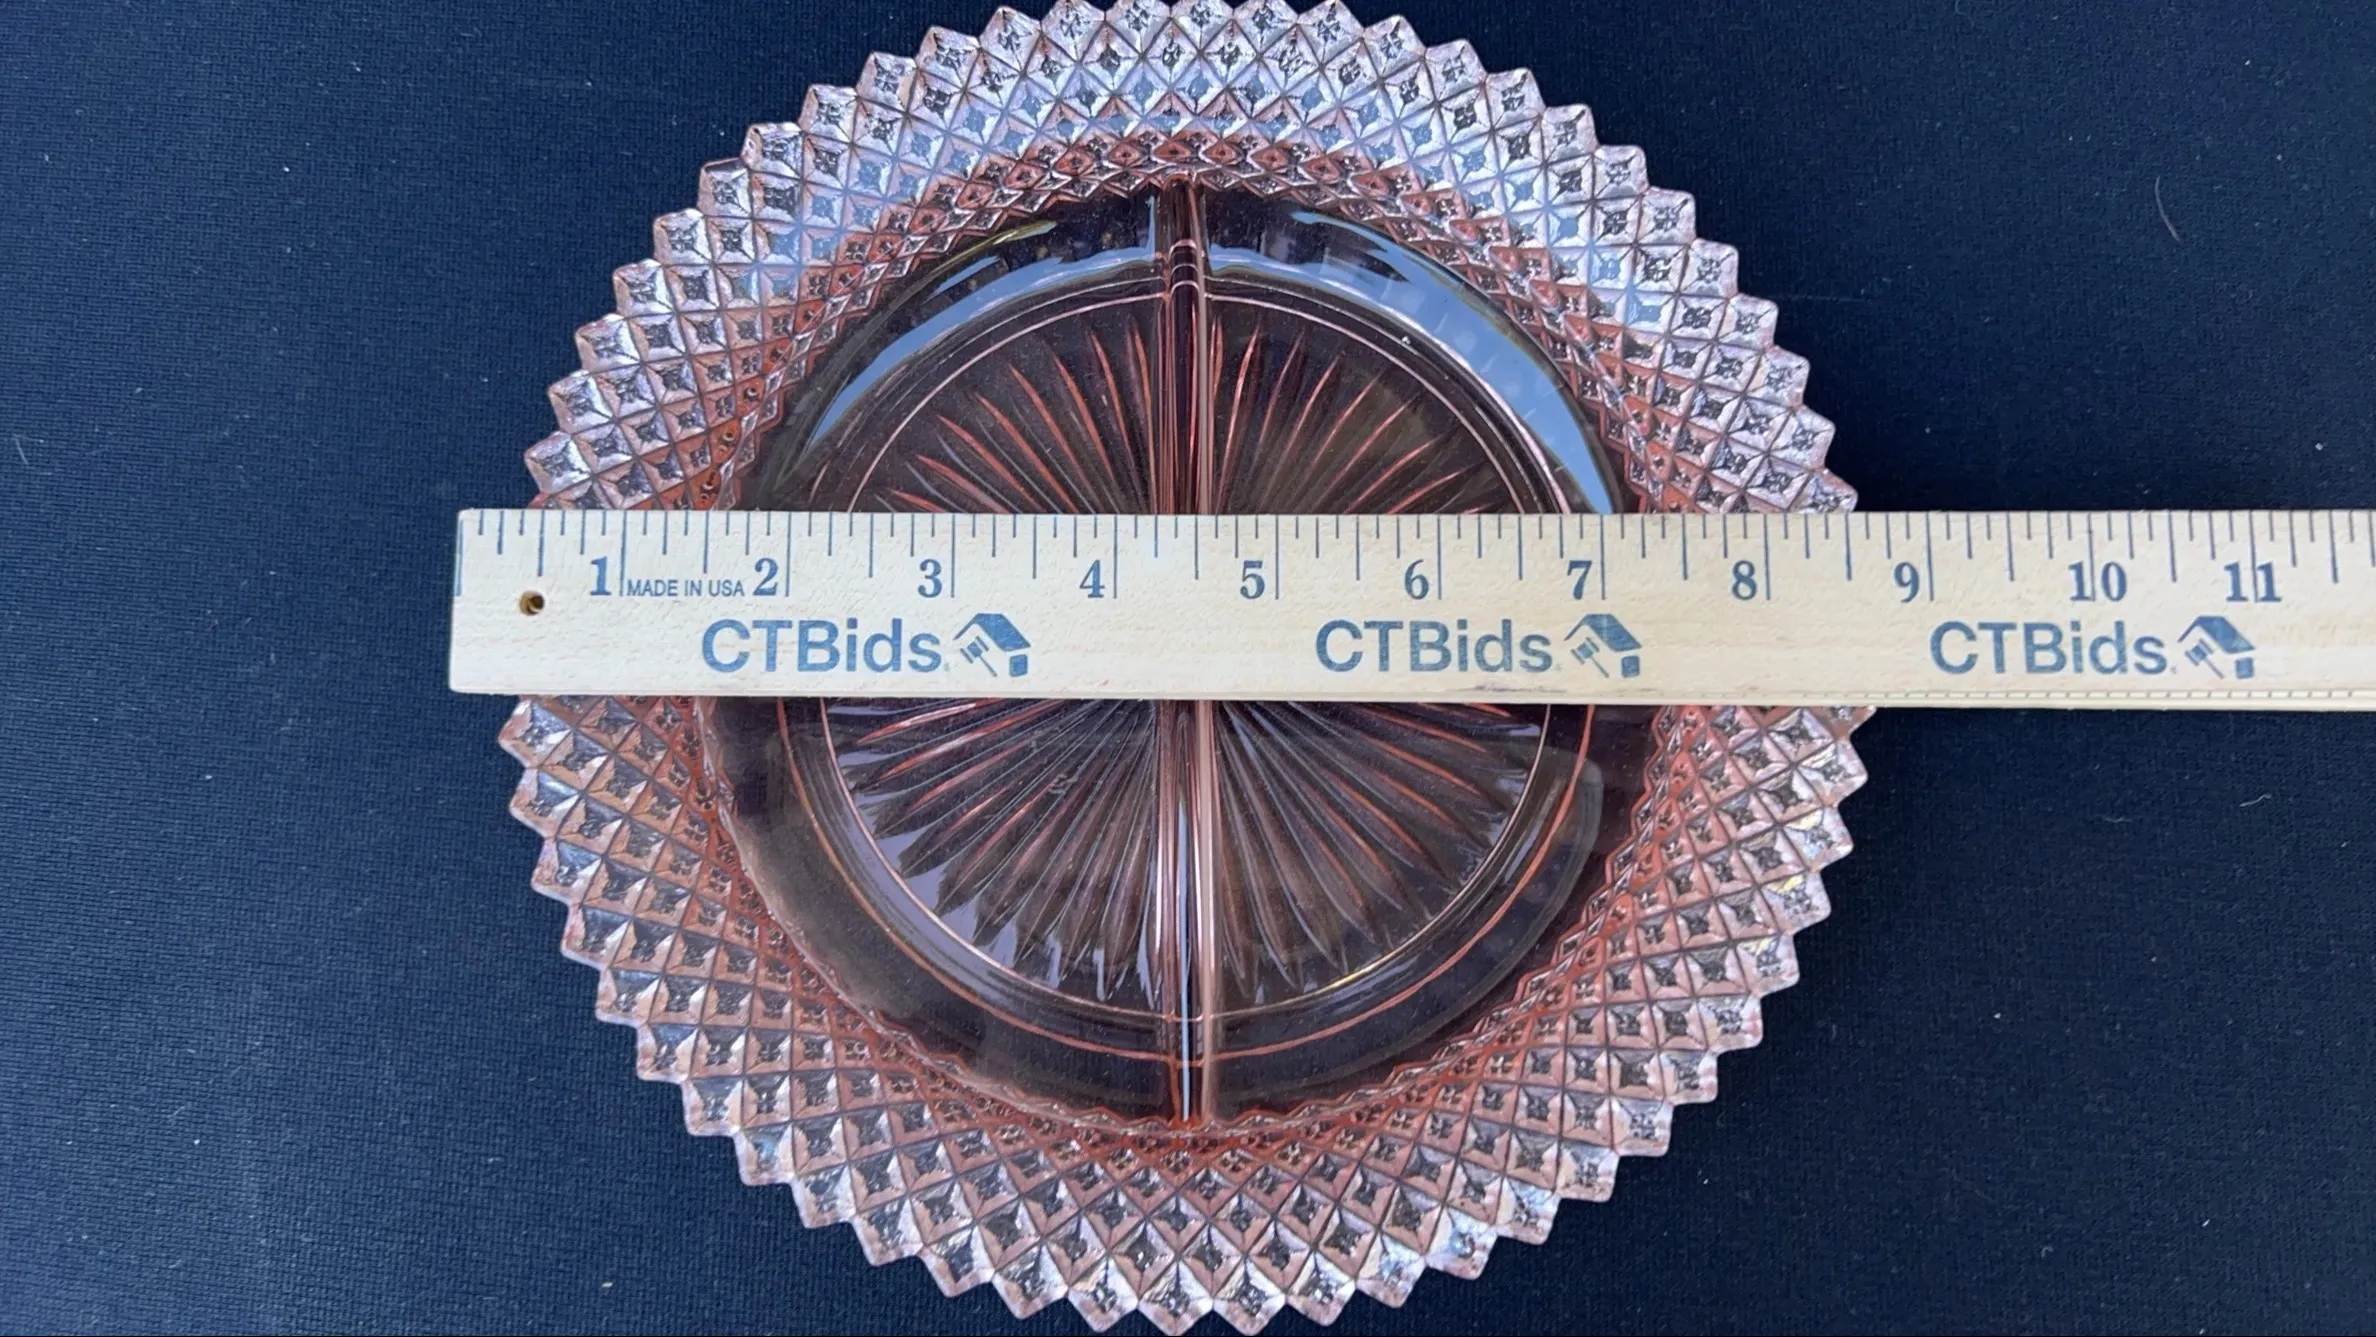 1 MADE IN USA 2 3 4 5 6 7 8 9 10 11
CTBids CTBids CTBids